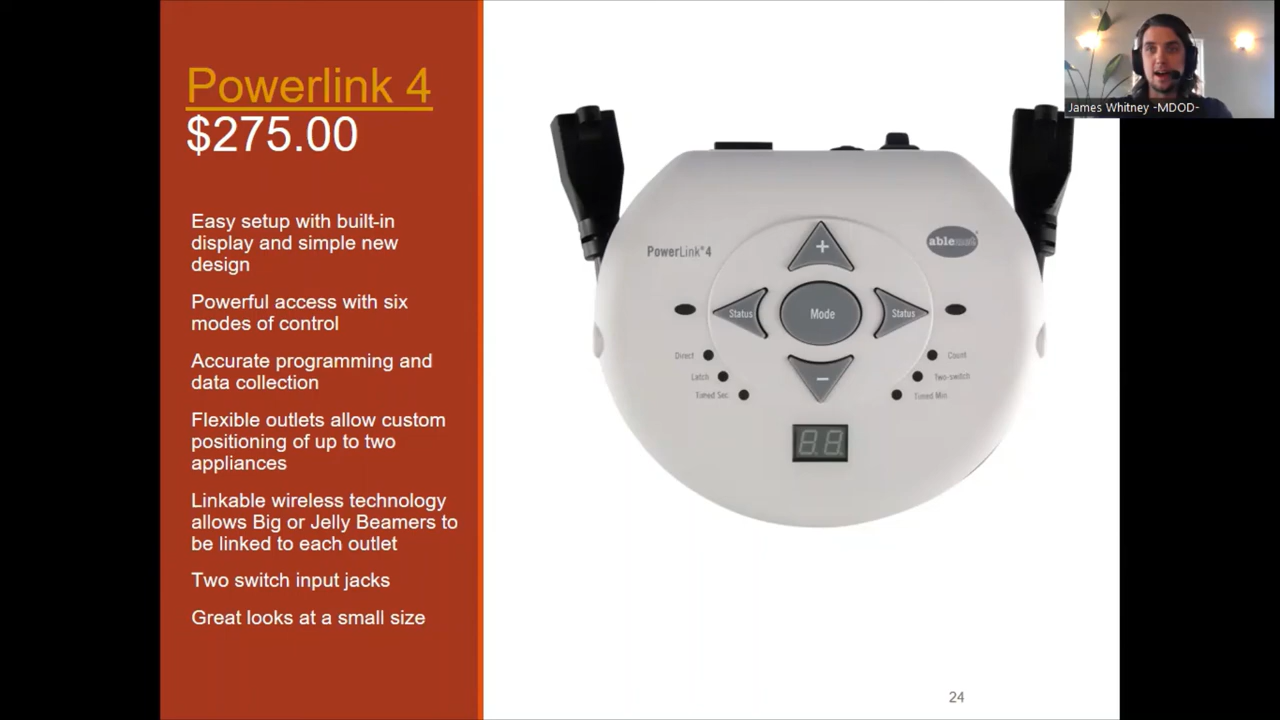 Powerlink 4
$275.00
Easy setup with built-in
display and simple new
design
Powerful access with six
modes of control
Accurate programming and
data collection
Flexible outlets allow custom
positioning of up to two
appliances
Linkable wireless technology
allows Big or Jelly Beamers to
be linked to each outlet
Two switch input jacks
Great looks at a small size
PowerLink®4
ablenet
+
Status
Mode
Status
−
Direct
Latch
Timed Sec.
Count
Two-switch
Timed Min.
88
James Whitney -MDOD-
24